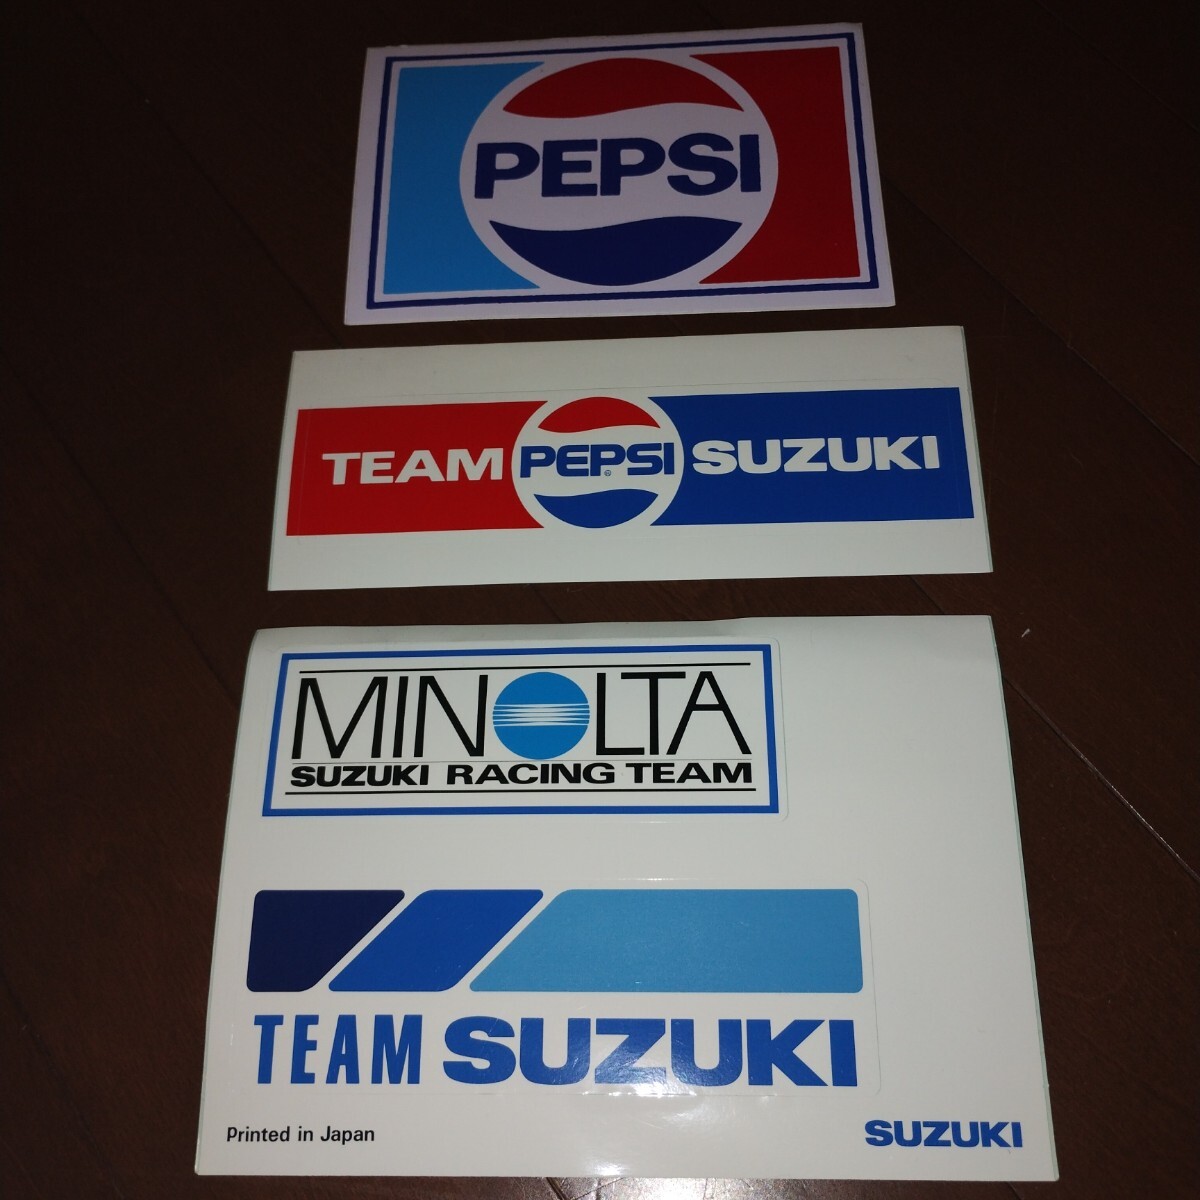 PEPSI
TEAM PEPSI ® SUZUKI
MINOLTA
SUZUKI RACING TEAM
TEAM SUZUKI
Printed in Japan
SUZUKI